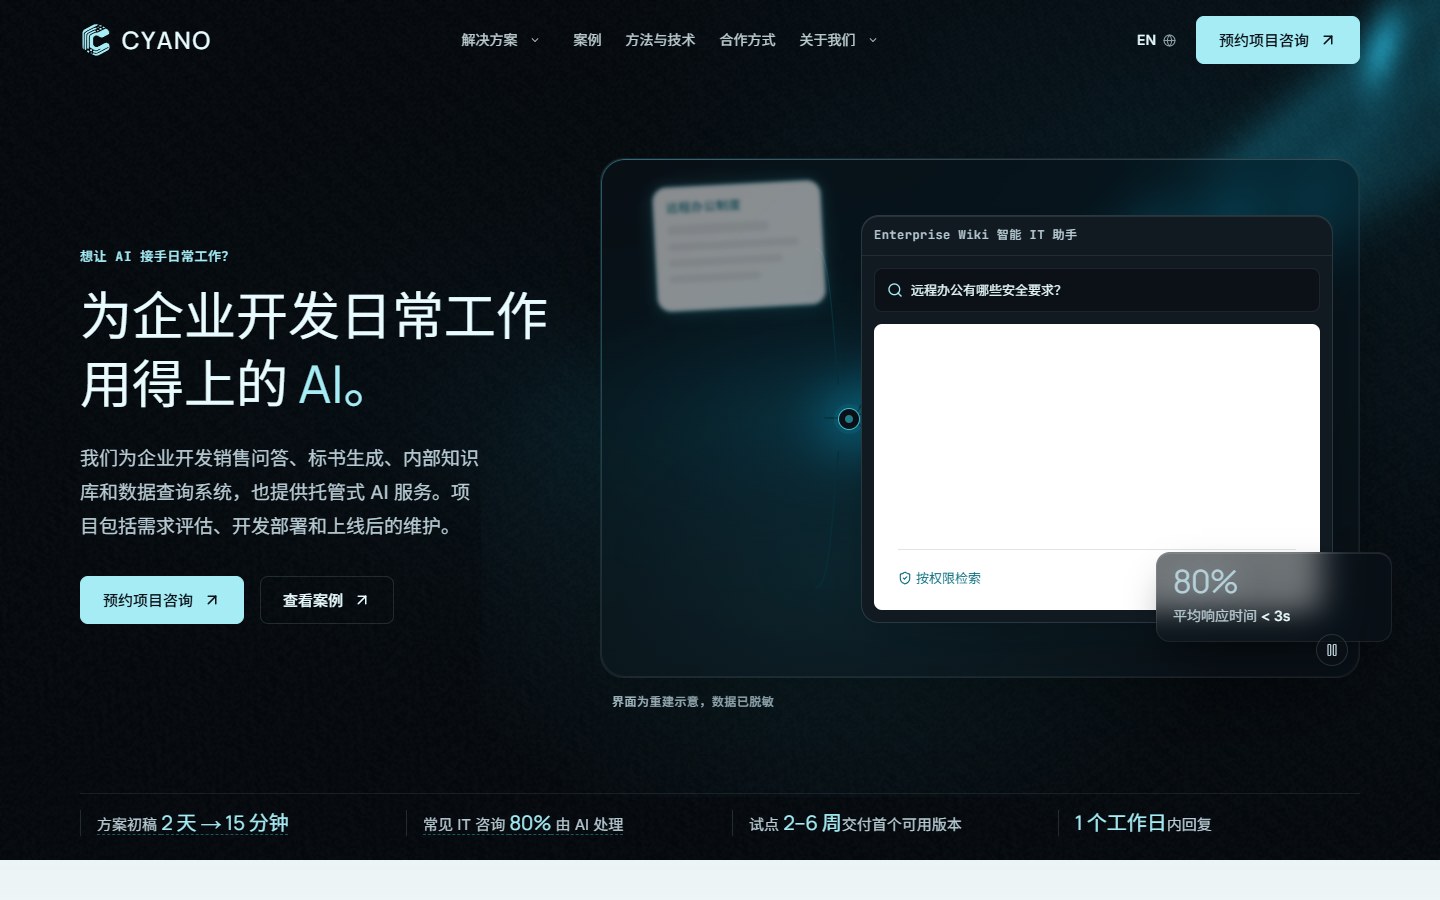 CYANO
解决方案
案例
方法与技术
合作方式
关于我们
EN
预约项目咨询
想让 AI 接手日常工作?
为企业开发日常工作
用得上的 AI。
我们为企业开发销售问答、标书生成、内部知识
库和数据查询系统，也提供托管式 AI 服务。项
目包括需求评估、开发部署和上线后的维护。
预约项目咨询
查看案例
远程办公制度
Enterprise Wiki 智能 IT 助手
远程办公有哪些安全要求?
按权限检索
80%
平均响应时间 < 3s
界面为重建示意，数据已脱敏
方案初稿 2 天 → 15 分钟
常见 IT 咨询 80% 由 AI 处理
试点 2–6 周交付首个可用版本
1 个工作日内回复